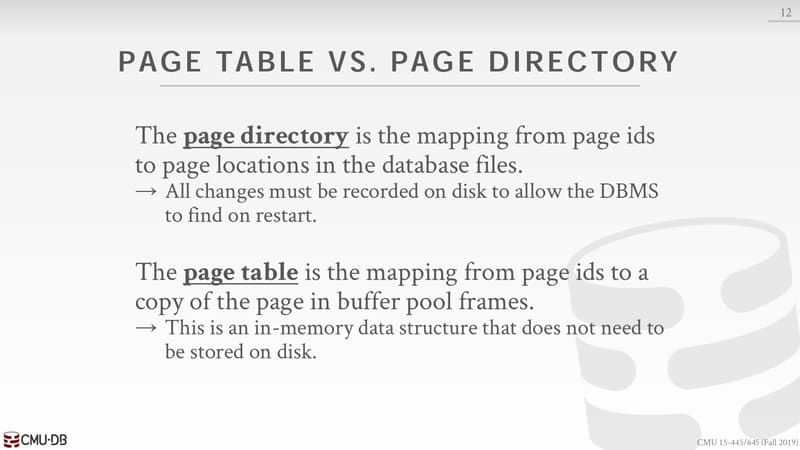 12
PAGE TABLE VS. PAGE DIRECTORY
The page directory is the mapping from page ids
to page locations in the database files.
→ All changes must be recorded on disk to allow the DBMS
to find on restart.
The page table is the mapping from page ids to a
copy of the page in buffer pool frames.
→ This is an in-memory data structure that does not need to
be stored on disk.
CMU·DB
CMU 15-445/645 (Fall 2019)